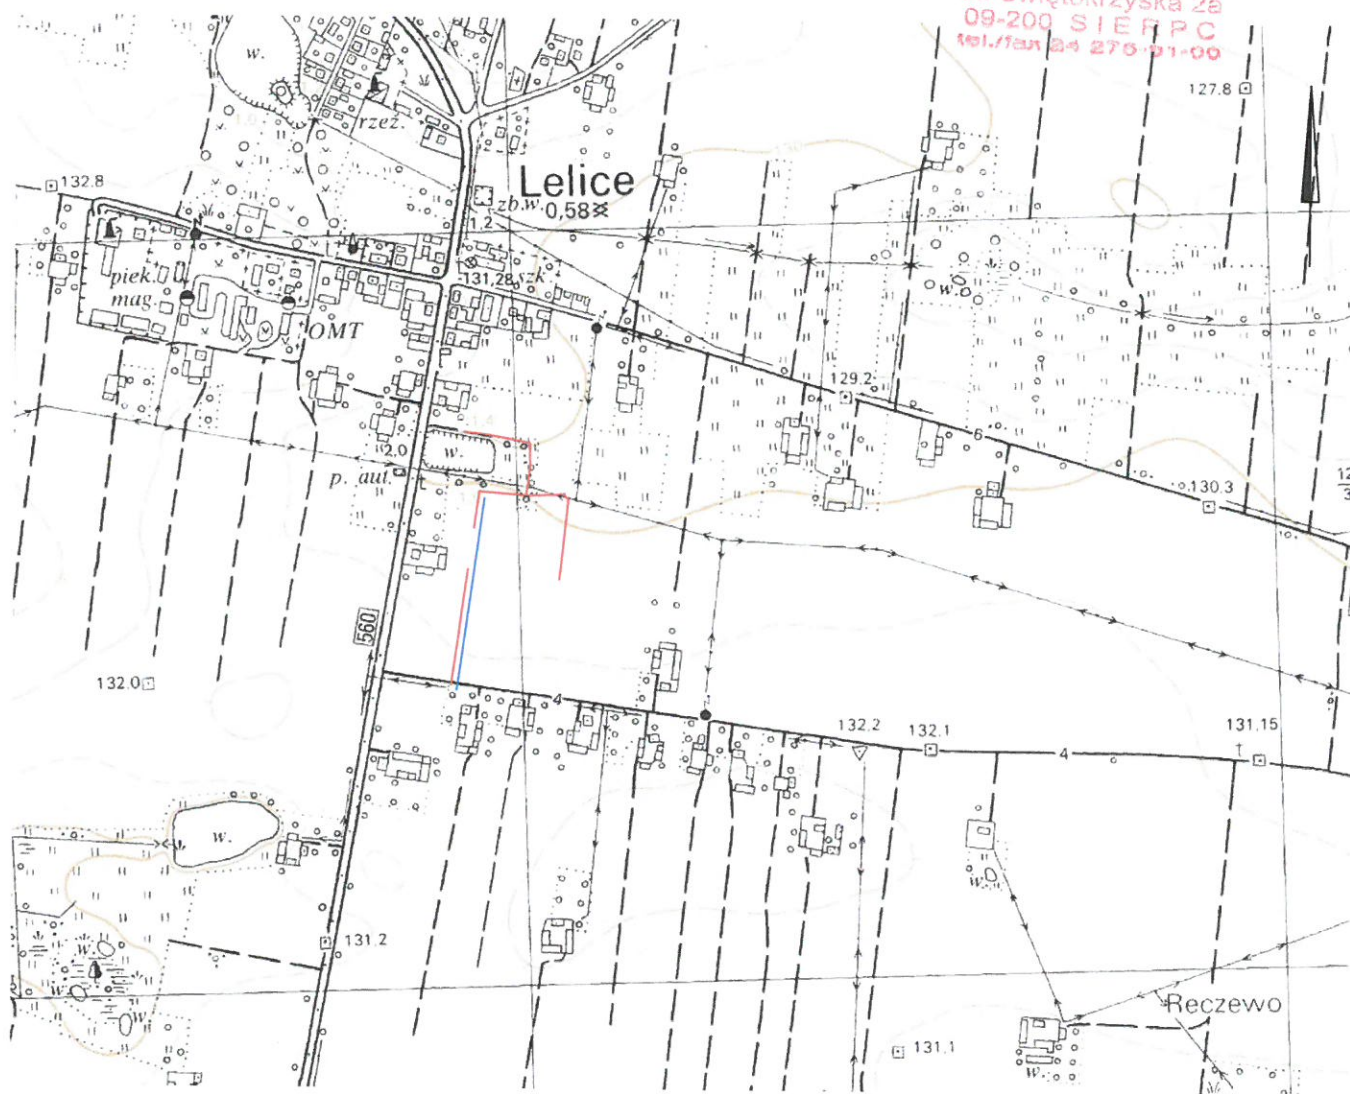 09-200 SIERPC
tel./fax 24 275-91-00
127.8
w.
rzeź.
132.8
Lelice
zb.w.
0,58
1,2
131,28
szk.
piek.
mag.
OMT
w.
129.2
6
2,0
w.
p. aut.
130.3
560
132.0
4
132.2
132.1
131,15
t
4
w.
w.
131.2
w.
w.
w.
Reczewo
131,1
w.